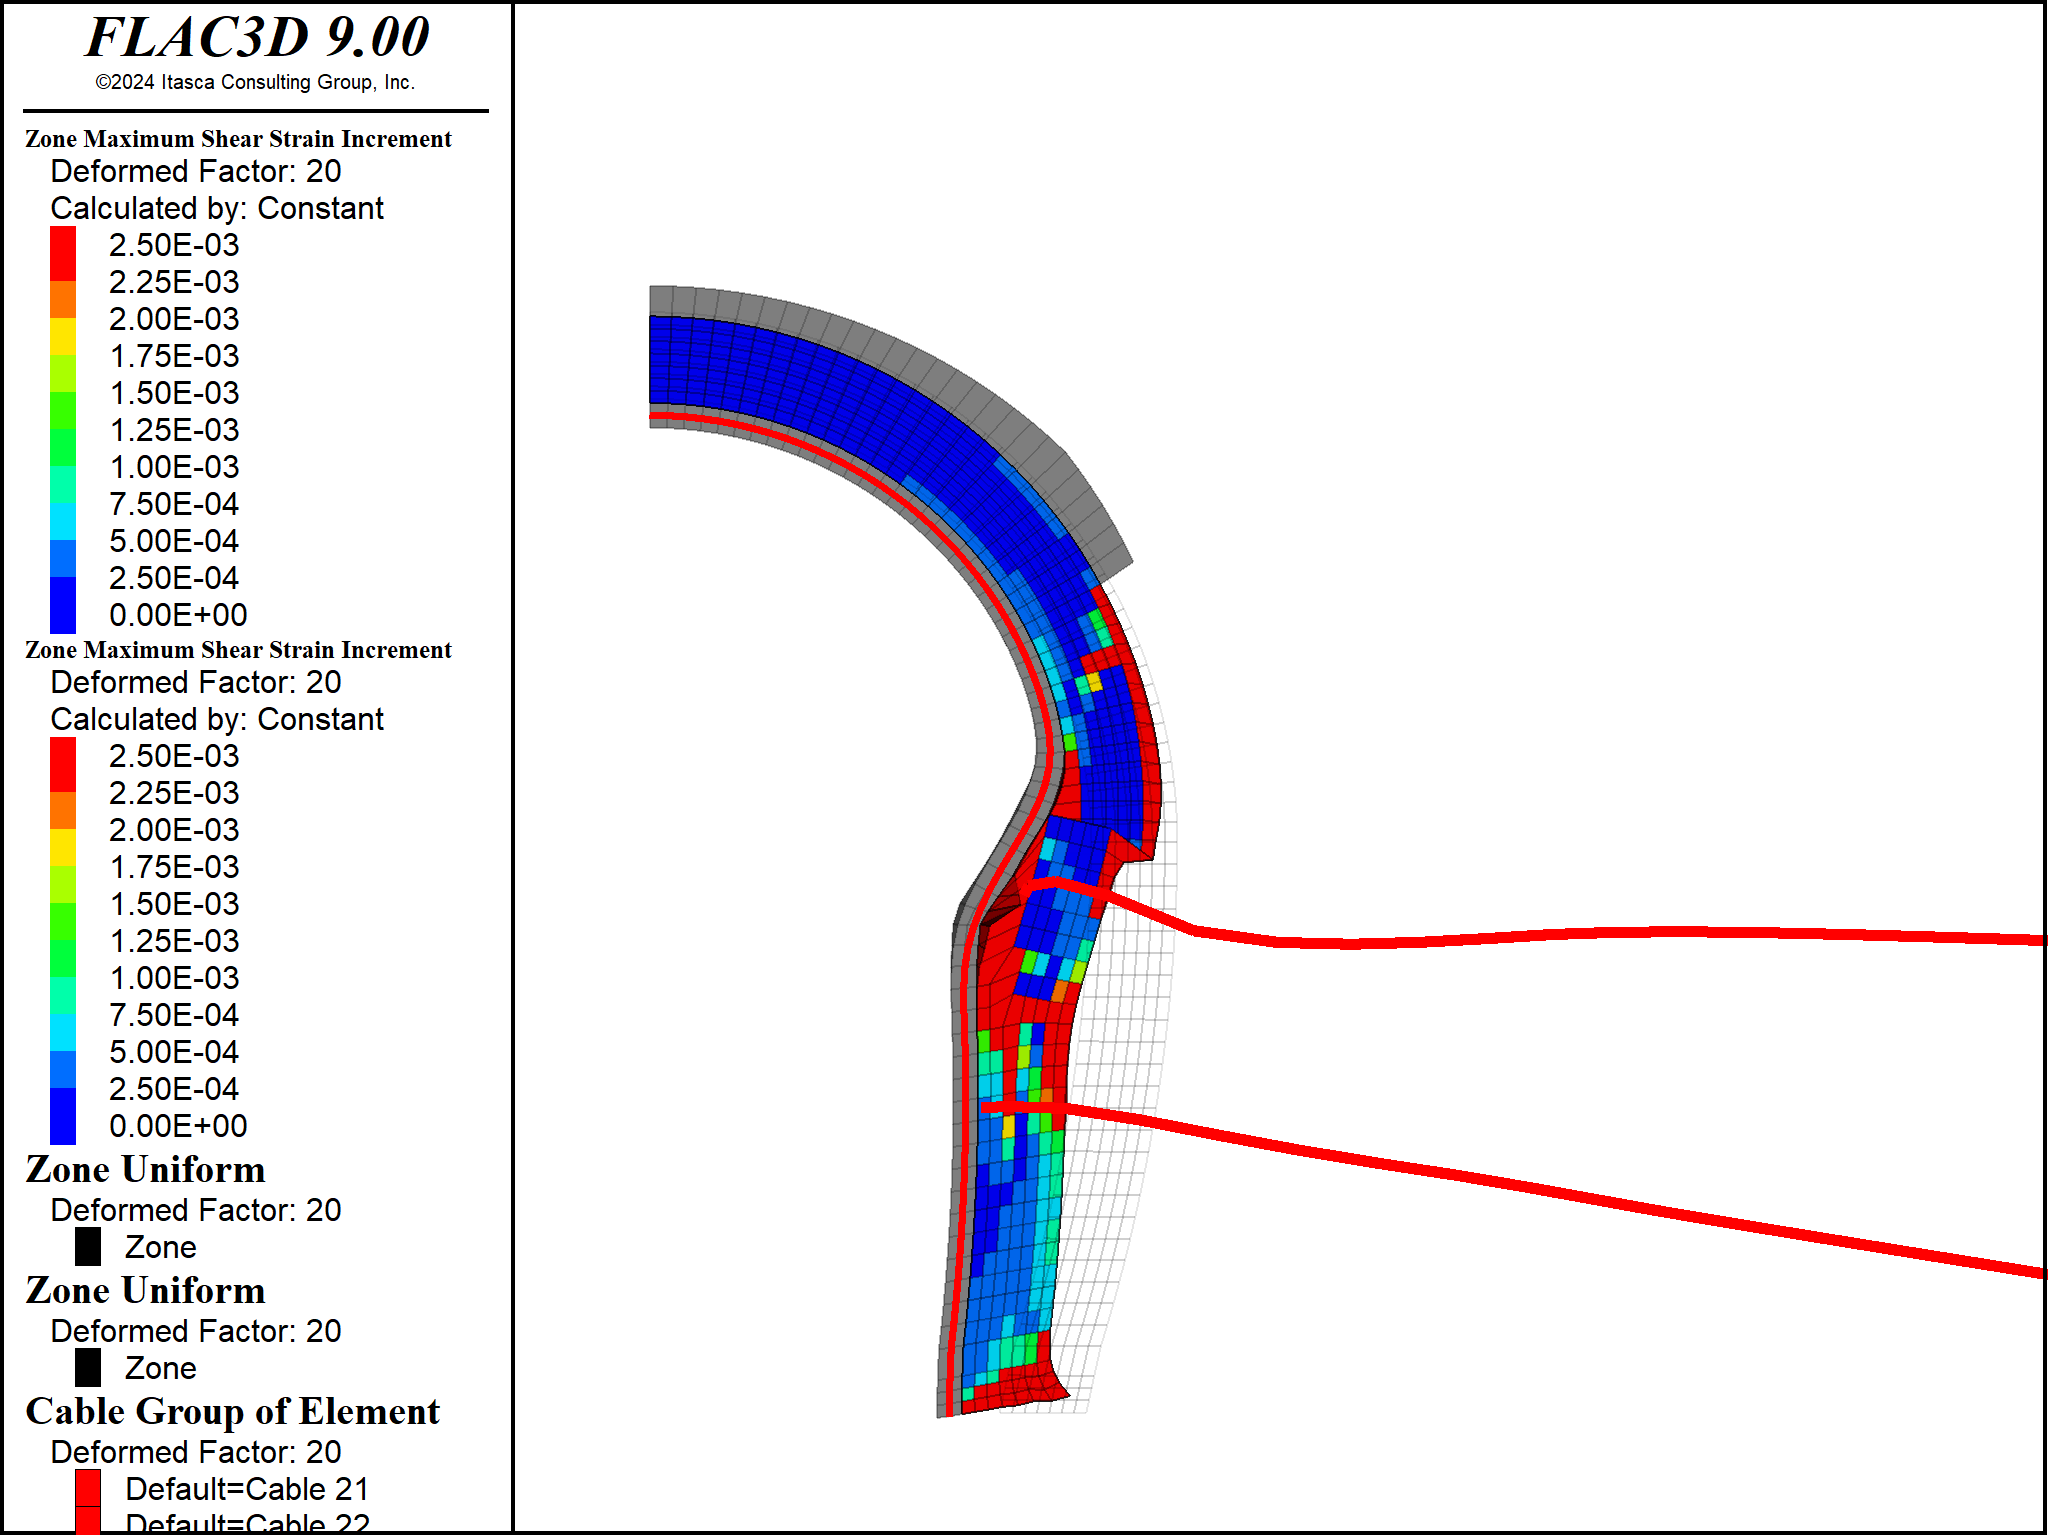 FLAC3D 9.00
©2024 Itasca Consulting Group, Inc.
Zone Maximum Shear Strain Increment
Deformed Factor: 20
Calculated by: Constant
2.50E-03
2.25E-03
2.00E-03
1.75E-03
1.50E-03
1.25E-03
1.00E-03
7.50E-04
5.00E-04
2.50E-04
0.00E+00
Zone Maximum Shear Strain Increment
Deformed Factor: 20
Calculated by: Constant
2.50E-03
2.25E-03
2.00E-03
1.75E-03
1.50E-03
1.25E-03
1.00E-03
7.50E-04
5.00E-04
2.50E-04
0.00E+00
Zone Uniform
Deformed Factor: 20
Zone
Zone Uniform
Deformed Factor: 20
Zone
Cable Group of Element
Deformed Factor: 20
Default=Cable 21
Default=Cable 22